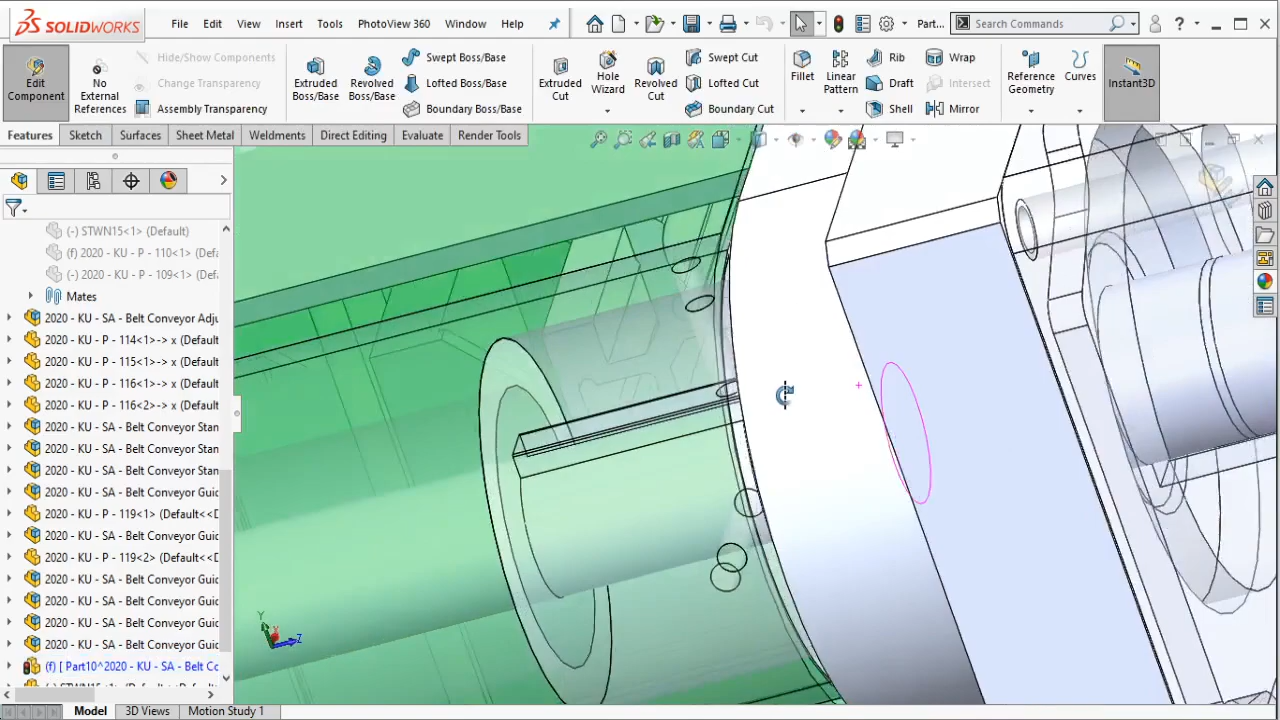 SOLIDWORKS File Edit View Insert Tools PhotoView 360 Window Help Part... Search Commands
Edit Component
No External References
Hide/Show Components
Change Transparency
Assembly Transparency
Extruded Boss/Base
Revolved Boss/Base
Swept Boss/Base
Lofted Boss/Base
Boundary Boss/Base
Extruded Cut
Hole Wizard
Revolved Cut
Swept Cut
Lofted Cut
Boundary Cut
Fillet
Linear Pattern
Rib
Draft
Shell
Wrap
Intersect
Mirror
Reference Geometry
Curves
Instant3D
Features Sketch Surfaces Sheet Metal Weldments Direct Editing Evaluate Render Tools
(-) STWN15<1> (Default)
(f) 2020 - KU - P - 110<1> (Def
(-) 2020 - KU - P - 109<1> (Def
Mates
2020 - KU - SA - Belt Conveyor Adju
2020 - KU - P - 114<1>-> x (Default
2020 - KU - P - 115<1>-> x (Default
2020 - KU - P - 116<1>-> x (Default
2020 - KU - P - 116<2>-> x (Default
2020 - KU - SA - Belt Conveyor Stan
2020 - KU - SA - Belt Conveyor Stan
2020 - KU - SA - Belt Conveyor Stan
2020 - KU - SA - Belt Conveyor Guid
2020 - KU - P - 119<1> (Default<<D
2020 - KU - SA - Belt Conveyor Guid
2020 - KU - P - 119<2> (Default<<D
2020 - KU - SA - Belt Conveyor Guid
2020 - KU - SA - Belt Conveyor Guid
2020 - KU - SA - Belt Conveyor Guid
2020 - KU - SA - Belt Conveyor Guid
(f) [ Part10^2020 - KU - SA - Belt Co
Y
X
Z
Model 3D Views Motion Study 1